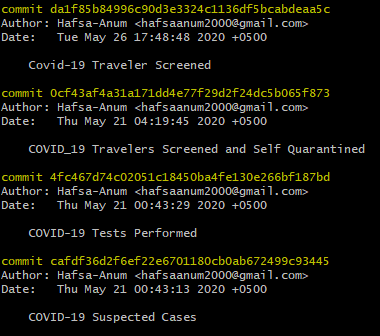 commit da1f85b84996c90d3e3324c1136df5bcabdeaa5c
Author: Hafsa-Anum <hafsaanum2000@gmail.com>
Date:   Tue May 26 17:48:48 2020 +0500
Covid-19 Traveler Screened
commit 0cf43af4a31a171dd4e77f29d2f24dc5b065f873
Author: Hafsa-Anum <hafsaanum2000@gmail.com>
Date:   Thu May 21 04:19:45 2020 +0500
COVID_19 Travelers Screened and Self Quarantined
commit 4fc467d74c02051c18450ba4fe130e266bf187bd
Author: Hafsa-Anum <hafsaanum2000@gmail.com>
Date:   Thu May 21 00:43:29 2020 +0500
COVID-19 Tests Performed
commit cafdf36d2f6ef22e6701180cb0ab672499c93445
Author: Hafsa-Anum <hafsaanum2000@gmail.com>
Date:   Thu May 21 00:43:13 2020 +0500
COVID-19 Suspected Cases